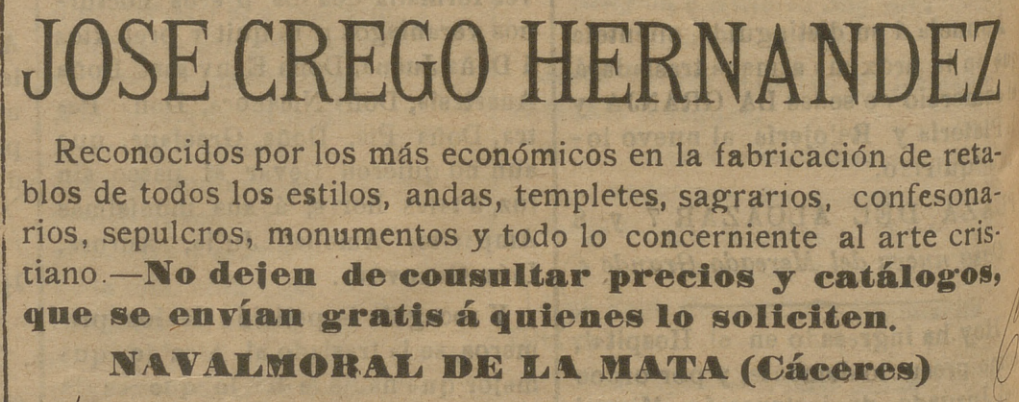 JOSE CREGO HERNANDEZ
Reconocidos por los más económicos en la fabricación de reta-
blos de todos los estilos, andas, templetes, sagrarios, confesona-
rios, sepulcros, monumentos y todo lo concerniente al arte cris-
tiano.—No dejen de consultar precios y catálogos,
que se envían gratis á quienes lo soliciten.
NAVALMORAL DE LA MATA (Cáceres)